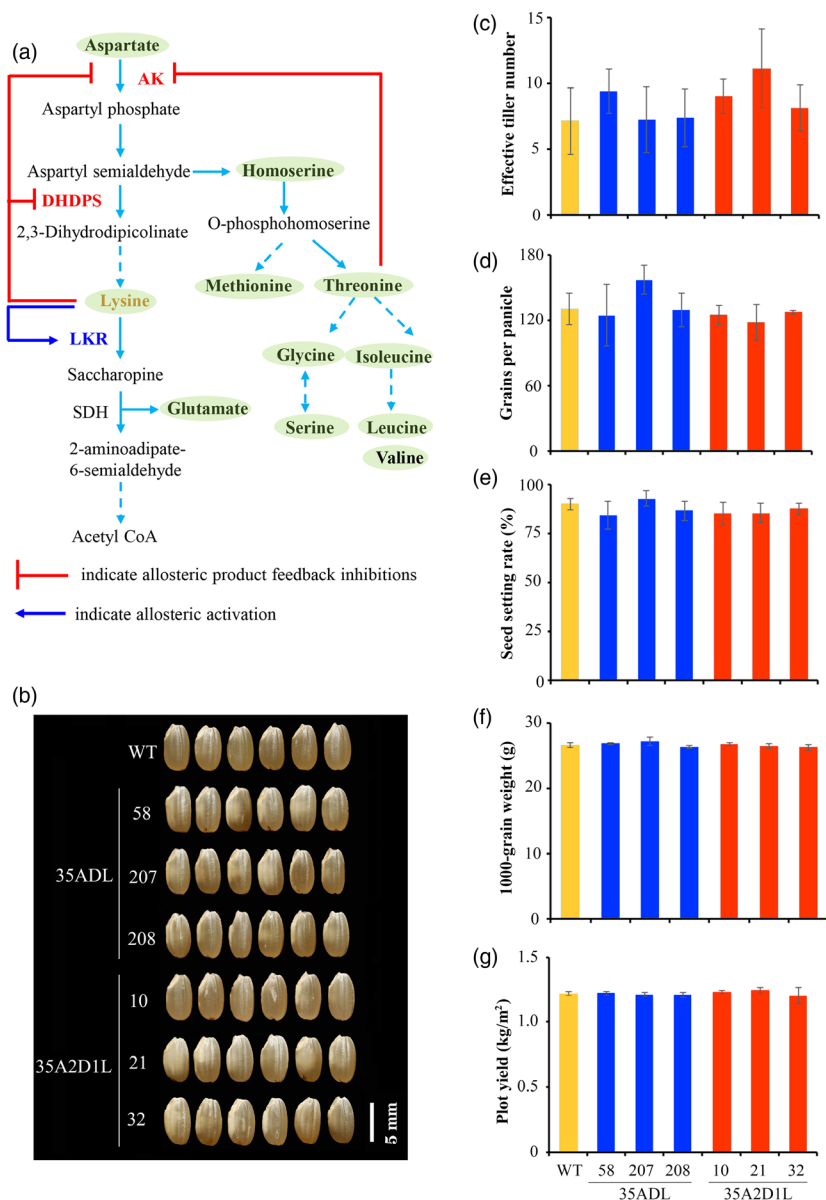 (a)
Aspartate
AK
Aspartyl phosphate
Aspartyl semialdehyde
Homoserine
DHDPS
O-phosphohomoserine
2,3-Dihydrodipicolinate
Methionine
Threonine
Lysine
LKR
Glycine
Isoleucine
Saccharopine
SDH
Glutamate
Serine
Leucine
Valine
2-aminoadipate-
6-semialdehyde
Acetyl CoA
indicate allosteric product feedback inhibitions
indicate allosteric activation
(b)
WT
58
35ADL
207
208
10
35A2D1L
21
32
5 mm
(c)
Effective tiller number
15
10
5
0
(d)
Grains per panicle
180
120
60
0
(e)
Seed setting rate (%)
100
75
50
25
0
(f)
1000-grain weight (g)
30
20
10
0
(g)
Plot yield (kg/m²)
1.5
1.0
0.5
0
WT 58 207 208 10 21 32
35ADL 35A2D1L